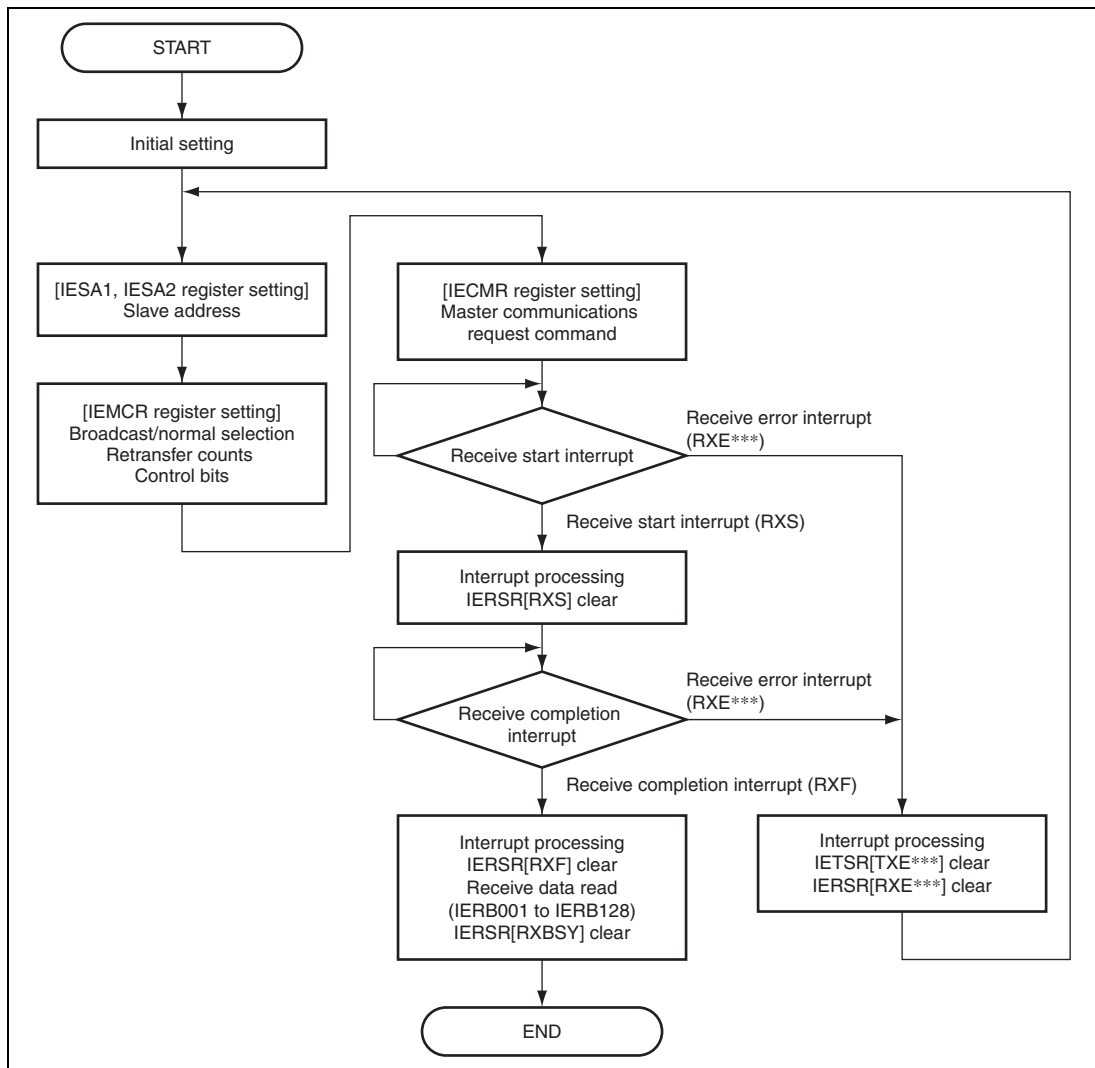 START
Initial setting
[IESA1, IESA2 register setting]
Slave address
[IEMCR register setting]
Broadcast/normal selection
Retransfer counts
Control bits
[IECMR register setting]
Master communications
request command
Receive start interrupt
Receive error interrupt
(RXE***)
Receive start interrupt (RXS)
Interrupt processing
IERSR[RXS] clear
Receive completion
interrupt
Receive error interrupt
(RXE***)
Receive completion interrupt (RXF)
Interrupt processing
IERSR[RXF] clear
Receive data read
(IERB001 to IERB128)
IERSR[RXBSY] clear
Interrupt processing
IETSR[TXE***] clear
IERSR[RXE***] clear
END